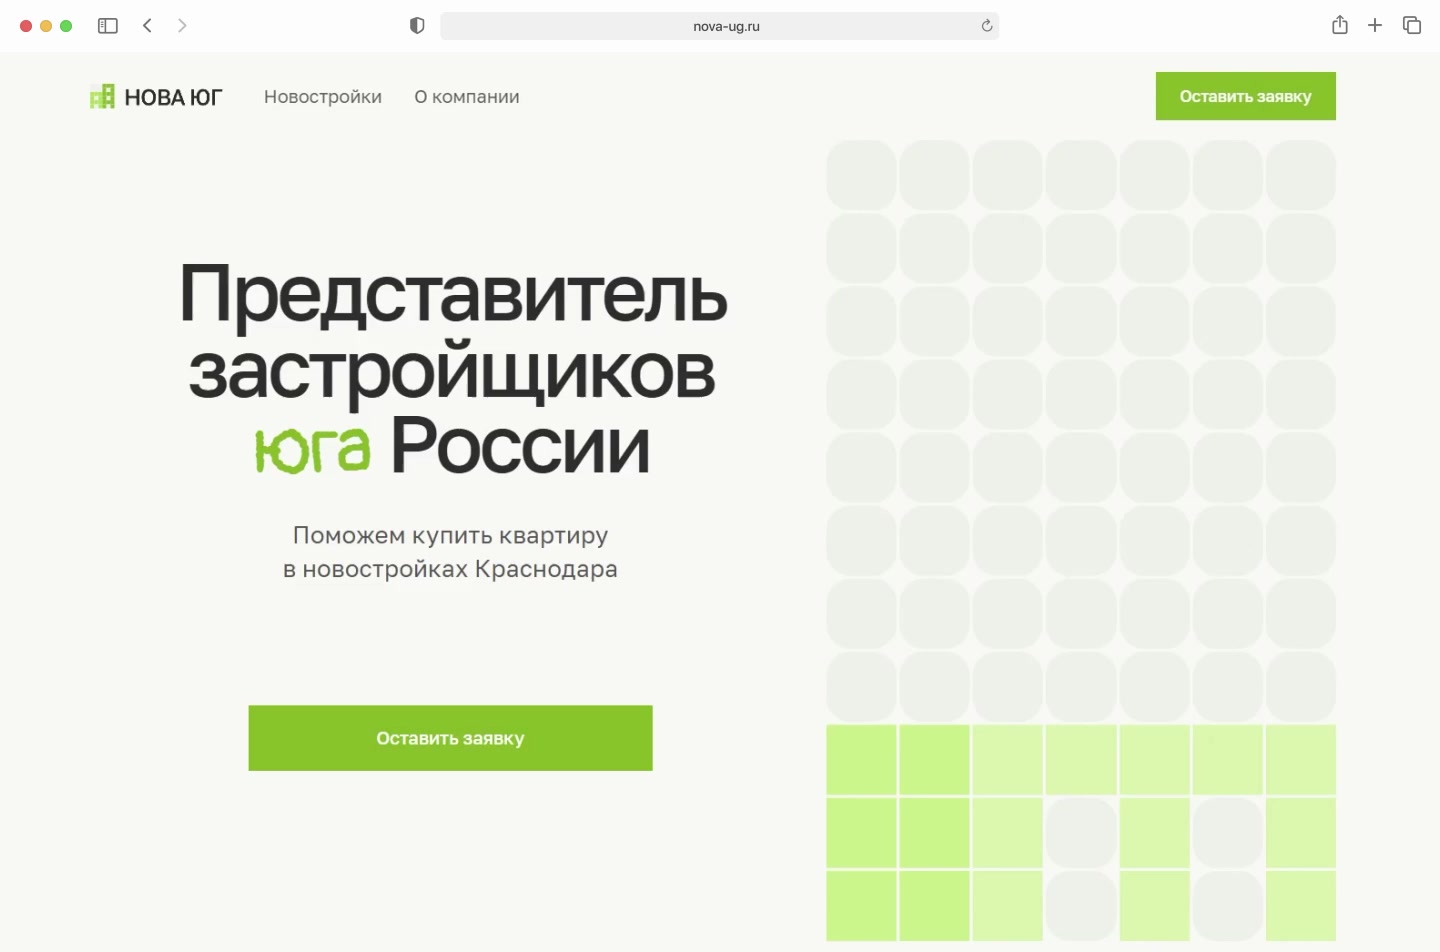 nova-ug.ru
НОВА ЮГ
Новостройки
О компании
Оставить заявку
Представитель
застройщиков
юга России
Поможем купить квартиру
в новостройках Краснодара
Оставить заявку